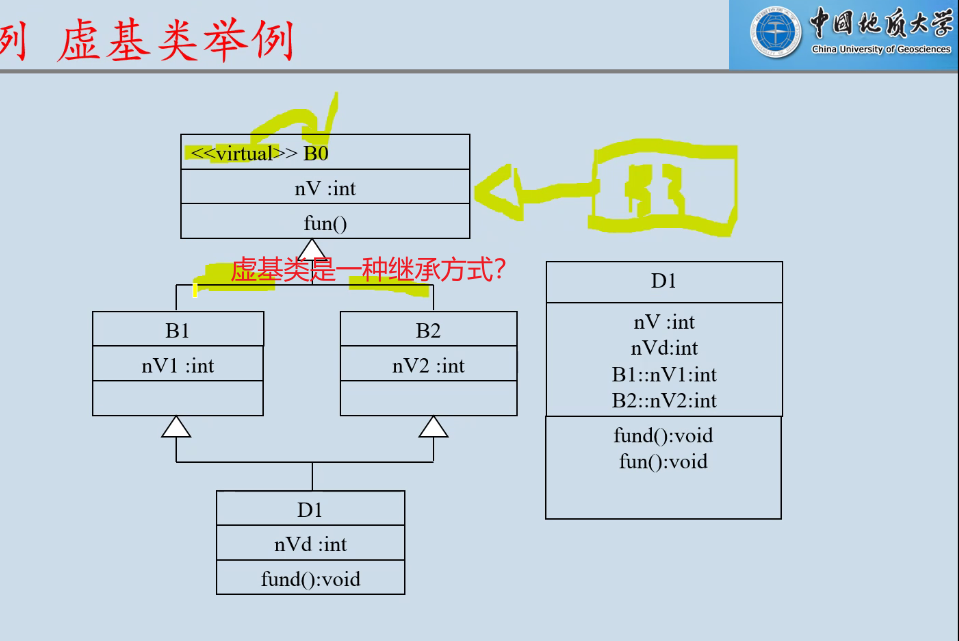 例 虚基类举例
中国地质大学
China University of Geosciences
<<virtual>> B0
nV :int
fun()
虚基类是一种继承方式?
B1
nV1 :int
B2
nV2 :int
D1
nVd :int
fund():void
D1
nV :int
nVd:int
B1::nV1:int
B2::nV2:int
fund():void
fun():void